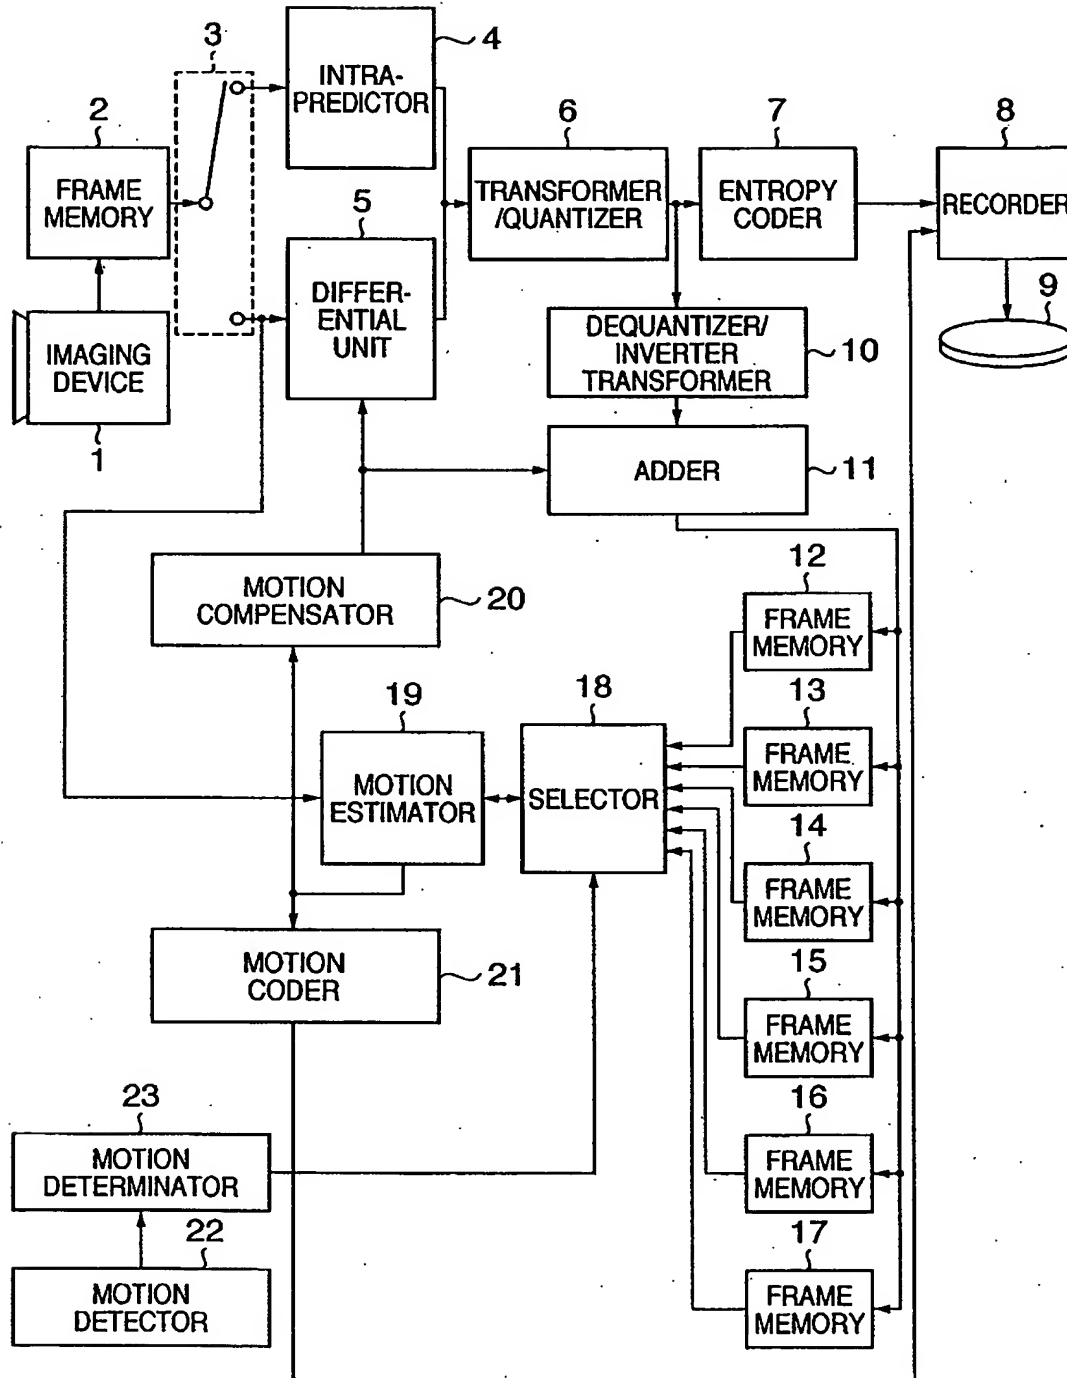 3
4
INTRA-
PREDICTOR
2
FRAME
MEMORY
6
TRANSFORMER
/QUANTIZER
7
ENTROPY
CODER
8
RECORDER
5
DIFFER-
ENTIAL
UNIT
IMAGING
DEVICE
1
9
DEQUANTIZER/
INVERTER
TRANSFORMER
10
ADDER
11
MOTION
COMPENSATOR
20
12
FRAME
MEMORY
19
MOTION
ESTIMATOR
18
SELECTOR
13
FRAME
MEMORY
14
FRAME
MEMORY
MOTION
CODER
21
15
FRAME
MEMORY
23
MOTION
DETERMINATOR
16
FRAME
MEMORY
22
MOTION
DETECTOR
17
FRAME
MEMORY